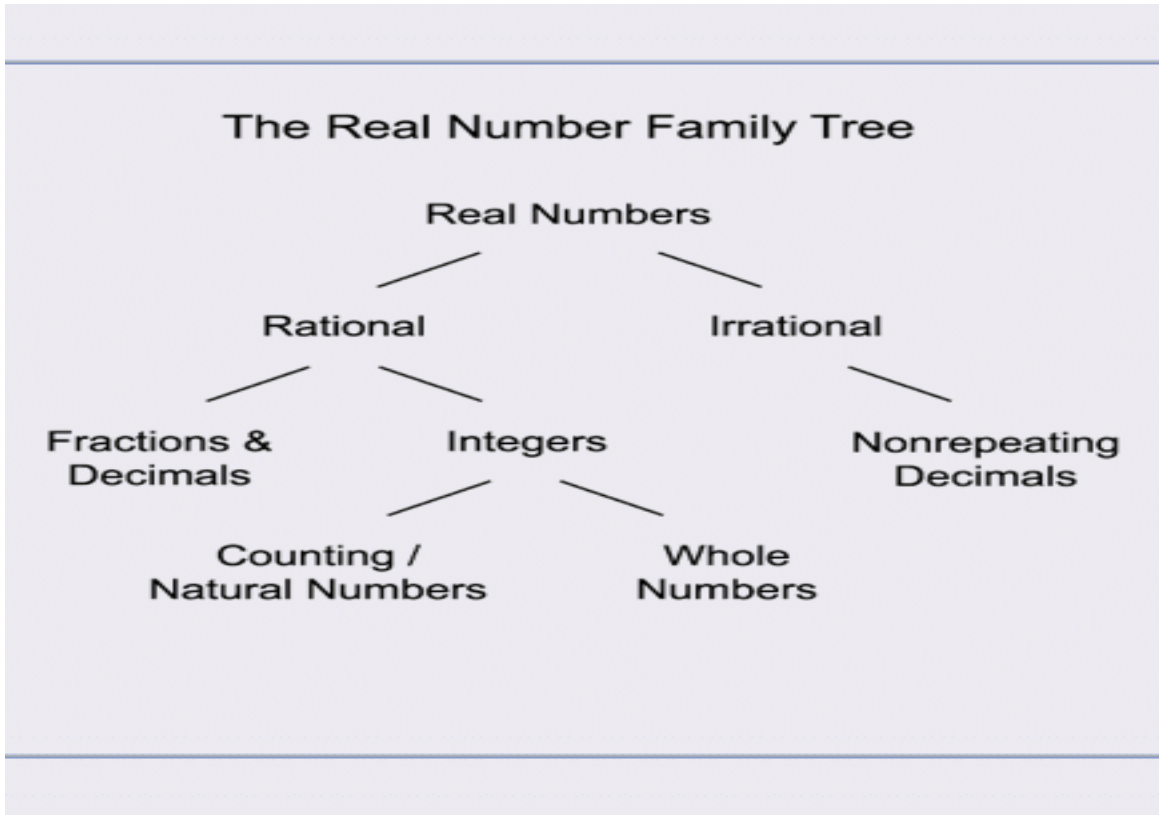 The Real Number Family Tree
Real Numbers
Rational
Irrational
Fractions &
Decimals
Integers
Nonrepeating
Decimals
Counting /
Natural Numbers
Whole
Numbers